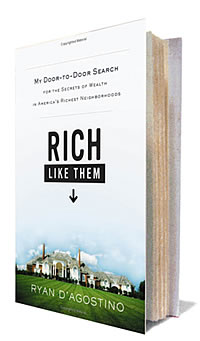 My Door-to-Door Search
for the Secrets of Wealth
in America's Richest Neighborhoods
RICH
LIKE THEM
RYAN D'AGOSTINO